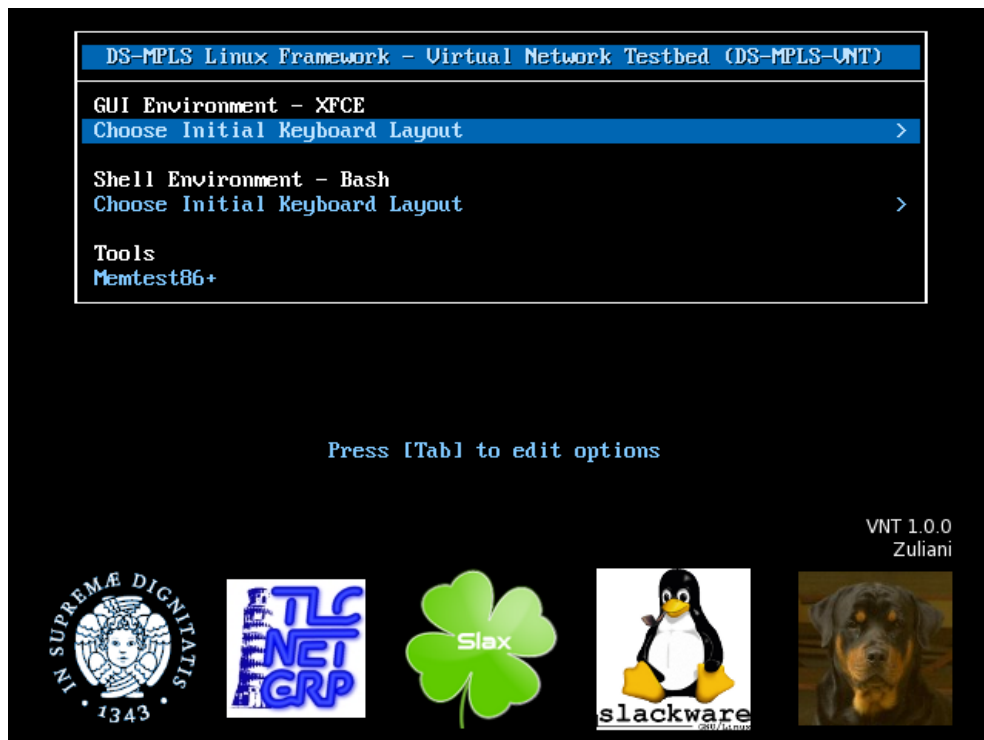 DS-MPLS Linux Framework - Virtual Network Testbed (DS-MPLS-VNT)
GUI Environment - XFCE
Choose Initial Keyboard Layout >
Shell Environment - Bash
Choose Initial Keyboard Layout >
Tools
Memtest86+
Press [Tab] to edit options
VNT 1.0.0
Zuliani
IN SUPREMÆ DIGNITATIS
· 1343 ·
TLC
NET
GRP
Slax
slackware
GNU/Linux